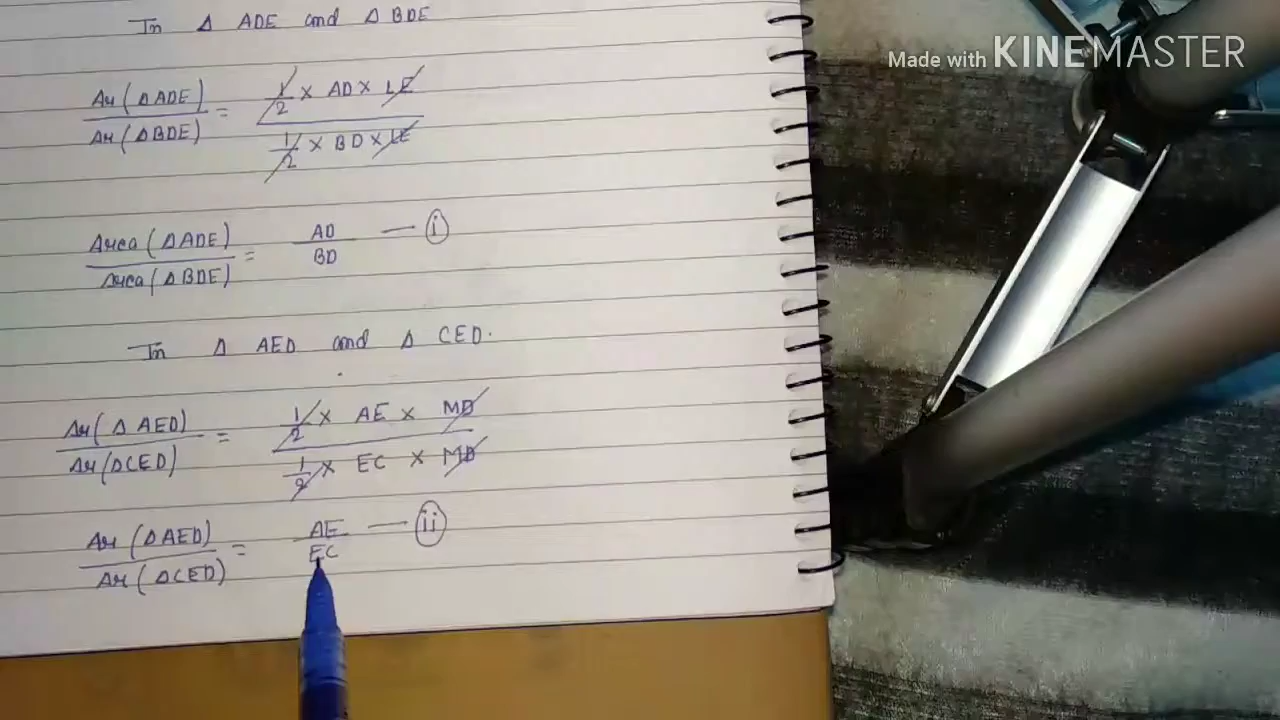 In Δ ADE and Δ BDE
Made with KINEMASTER
Ar(ΔADE) = 1/2 × AD × LE
Ar(ΔBDE) 1/2 × BD × LE
Area(ΔADE) = AD — (i)
Area(ΔBDE) BD
In Δ AED and Δ CED.
Ar(Δ AED) = 1/2 × AE × MD
Ar(ΔCED) 1/2 × EC × MD
Ar(ΔAED) = AE — (ii)
Ar(ΔCED) EC